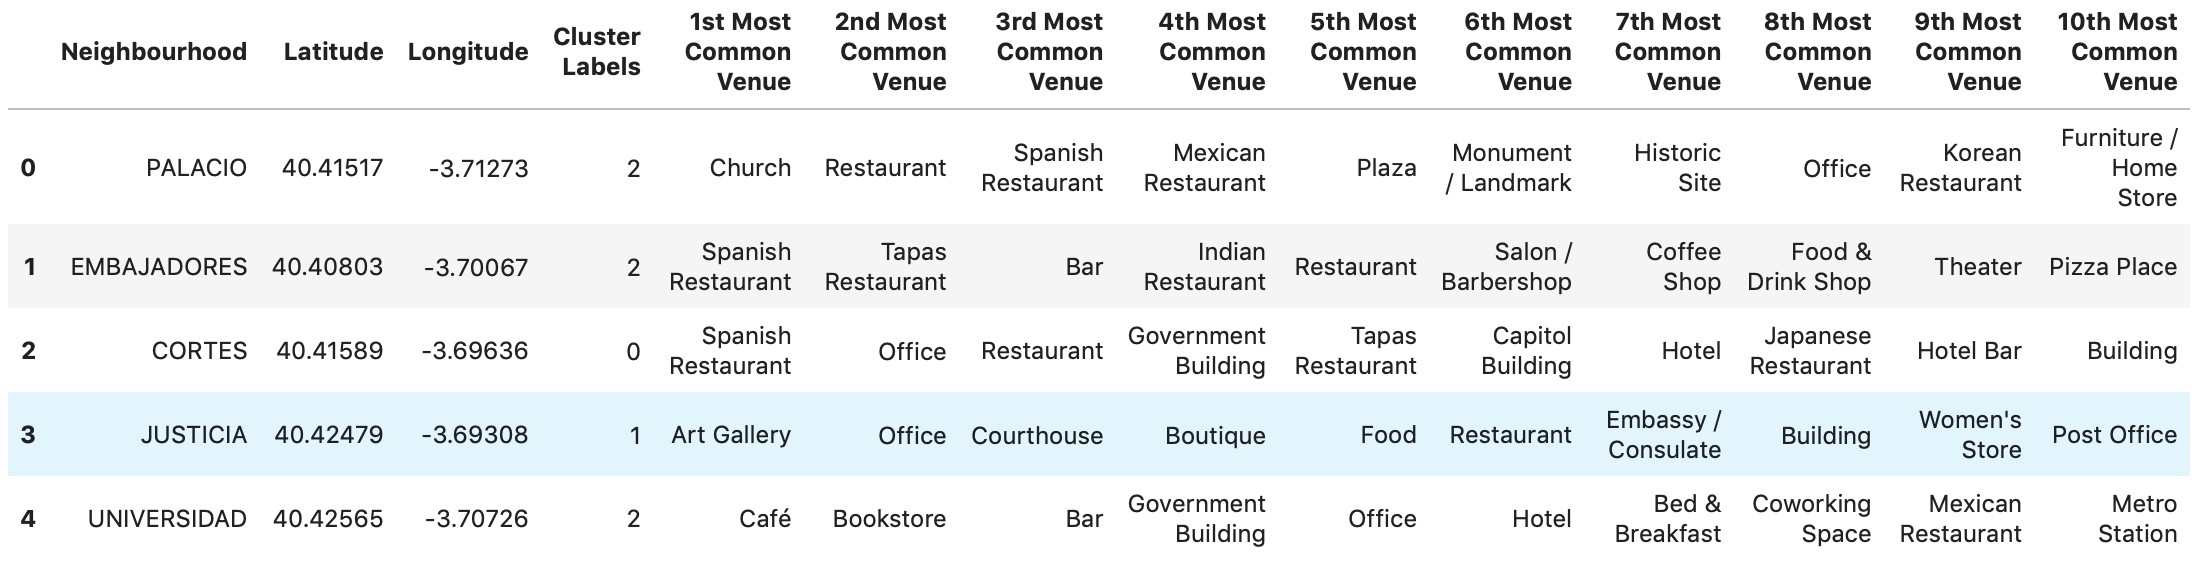 Neighbourhood Latitude Longitude Cluster Labels 1st Most Common Venue 2nd Most Common Venue 3rd Most Common Venue 4th Most Common Venue 5th Most Common Venue 6th Most Common Venue 7th Most Common Venue 8th Most Common Venue 9th Most Common Venue 10th Most Common Venue
0 PALACIO 40.41517 -3.71273 2 Church Restaurant Spanish Restaurant Mexican Restaurant Plaza Monument / Landmark Historic Site Office Korean Restaurant Furniture / Home Store
1 EMBAJADORES 40.40803 -3.70067 2 Spanish Restaurant Tapas Restaurant Bar Indian Restaurant Restaurant Salon / Barbershop Coffee Shop Food & Drink Shop Theater Pizza Place
2 CORTES 40.41589 -3.69636 0 Spanish Restaurant Office Restaurant Government Building Tapas Restaurant Capitol Building Hotel Japanese Restaurant Hotel Bar Building
3 JUSTICIA 40.42479 -3.69308 1 Art Gallery Office Courthouse Boutique Food Restaurant Embassy / Consulate Building Women's Store Post Office
4 UNIVERSIDAD 40.42565 -3.70726 2 Café Bookstore Bar Government Building Office Hotel Bed & Breakfast Coworking Space Mexican Restaurant Metro Station